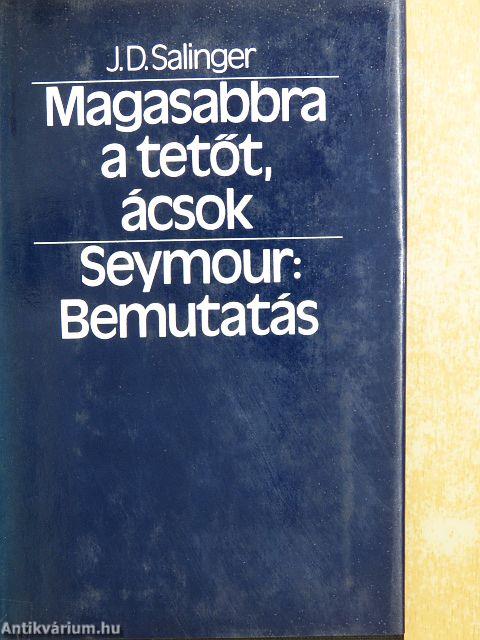 J.D. Salinger
Magasabbra
a tetőt,
ácsok
Seymour:
Bemutatás
Antikvárium.hu